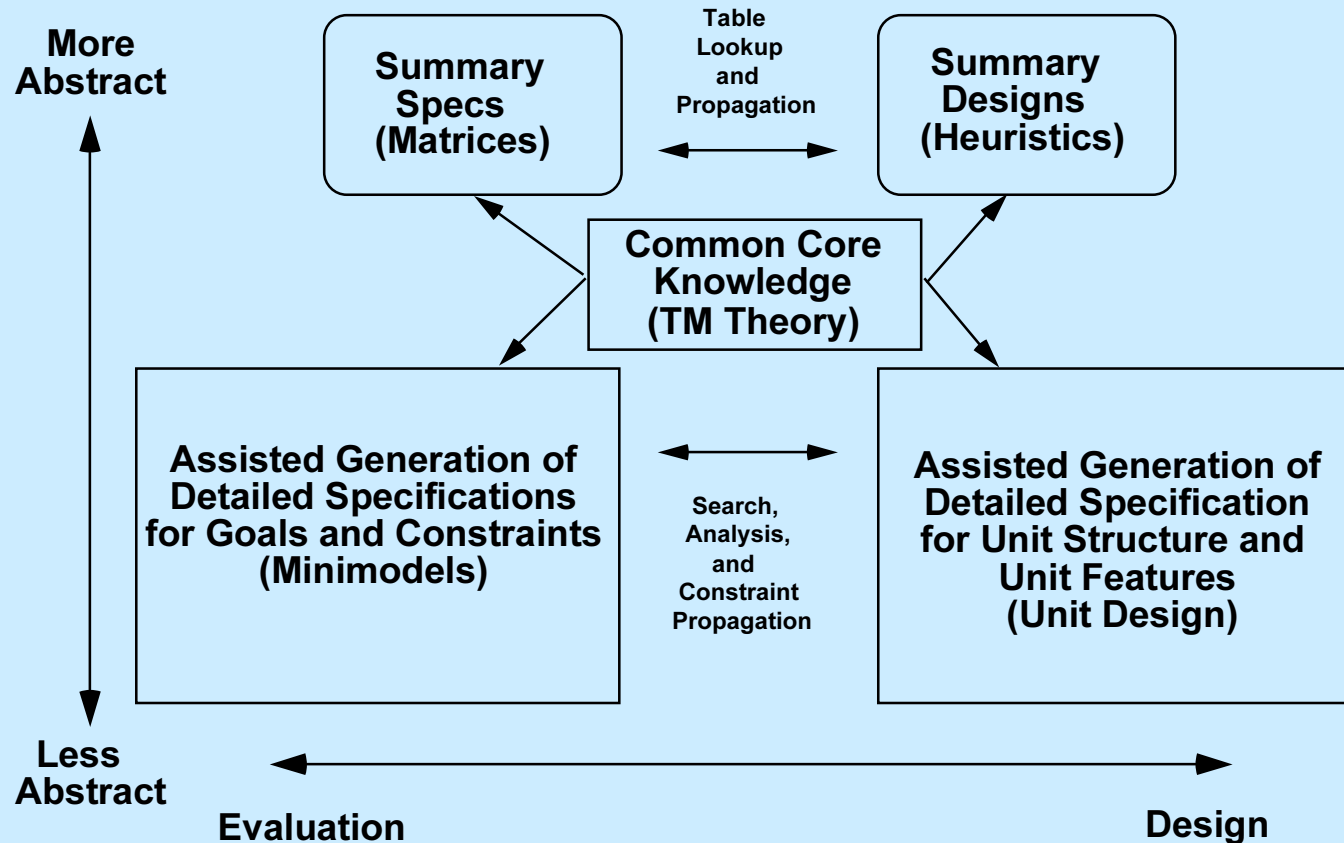 More
Abstract
Summary
Specs
(Matrices)
Table
Lookup
and
Propagation
Summary
Designs
(Heuristics)
Common Core
Knowledge
(TM Theory)
Assisted Generation of
Detailed Specifications
for Goals and Constraints
(Minimodels)
Search,
Analysis,
and
Constraint
Propagation
Assisted Generation of
Detailed Specification
for Unit Structure and
Unit Features
(Unit Design)
Less
Abstract
Evaluation
Design